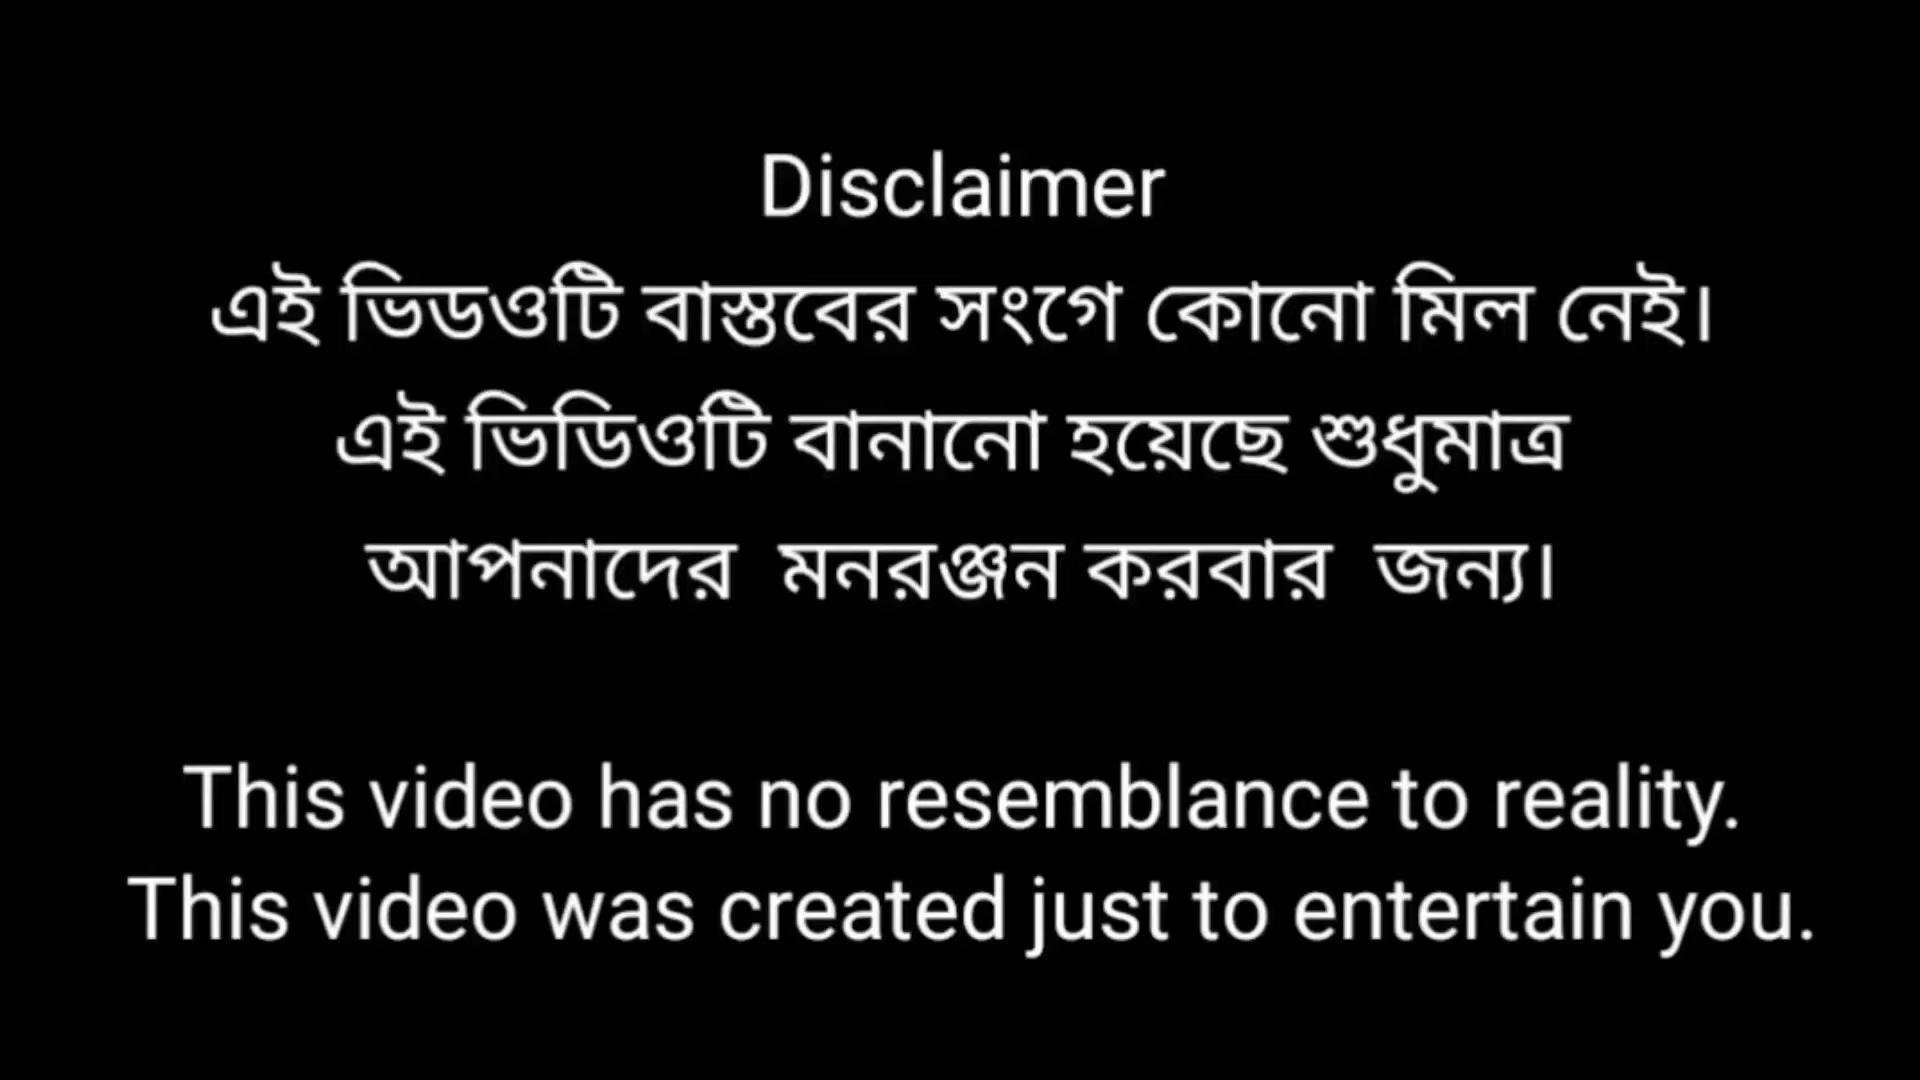 Disclaimer
এই ভিডওটি বাস্তবের সংগে কোনো মিল নেই।
এই ভিডিওটি বানানো হয়েছে শুধুমাত্র
আপনাদের মনরঞ্জন করবার জন্য।
This video has no resemblance to reality.
This video was created just to entertain you.